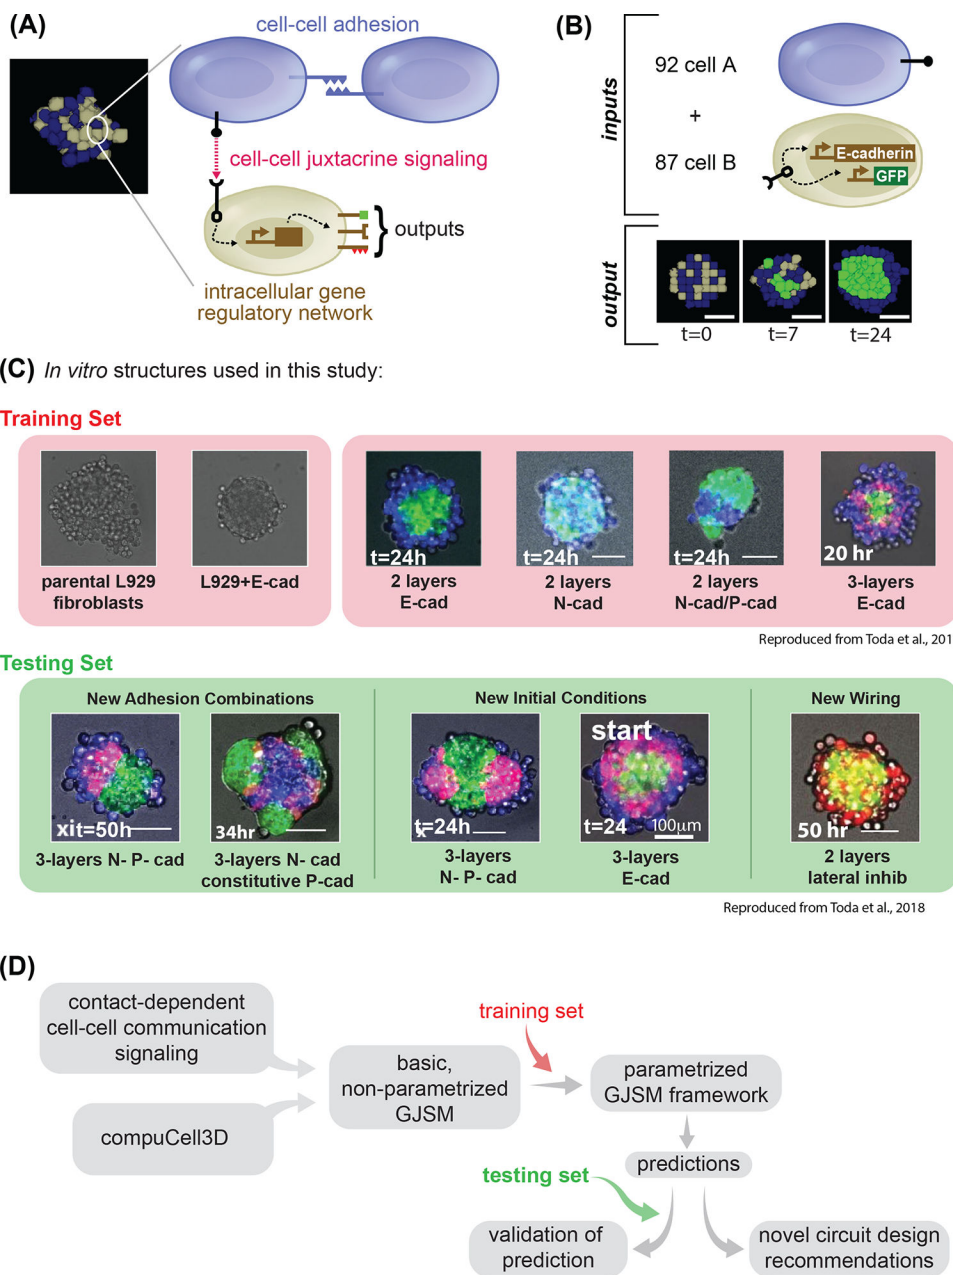 (A)
cell-cell adhesion
cell-cell juxtacrine signaling
outputs
intracellular gene
regulatory network
(B)
inputs
92 cell A
+
87 cell B
E-cadherin
GFP
output
t=0
t=7
t=24
(C) In vitro structures used in this study:
Training Set
parental L929
fibroblasts
L929+E-cad
t=24h
2 layers
E-cad
t=24h
2 layers
N-cad
t=24h
2 layers
N-cad/P-cad
20 hr
3-layers
E-cad
Reproduced from Toda et al., 201
Testing Set
New Adhesion Combinations
New Initial Conditions
New Wiring
xit=50h
3-layers N- P- cad
34hr
3-layers N- cad
constitutive P-cad
t=24h
x
3-layers
N- P- cad
start
t=24
100μm
3-layers
E-cad
50 hr
2 layers
lateral inhib
Reproduced from Toda et al., 2018
(D)
contact-dependent
cell-cell communication
signaling
compuCell3D
basic,
non-parametrized
GJSM
training set
parametrized
GJSM framework
predictions
testing set
validation of
prediction
novel circuit design
recommendations